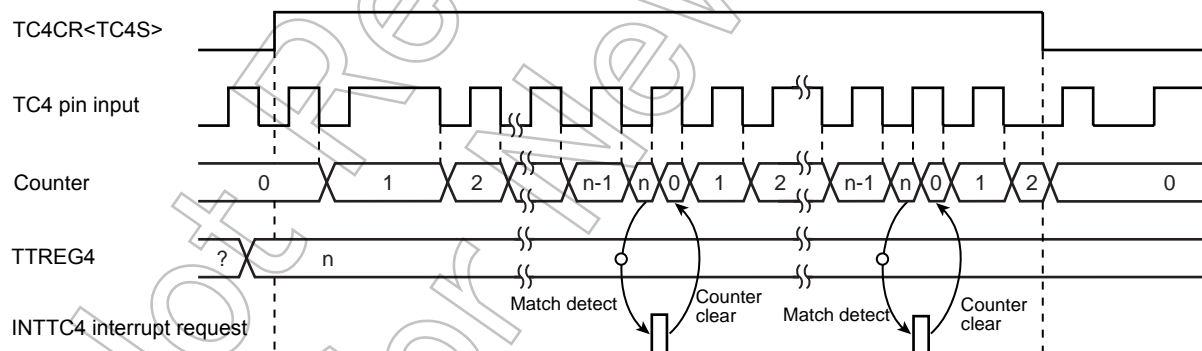 TC4CR<TC4S>
TC4 pin input
Counter
0 1 2 n-1 n 0 1 2 n-1 n 0 1 2 0
TTREG4
? n
Match detect
Counter
clear
Match detect
Counter
clear
INTTC4 interrupt request